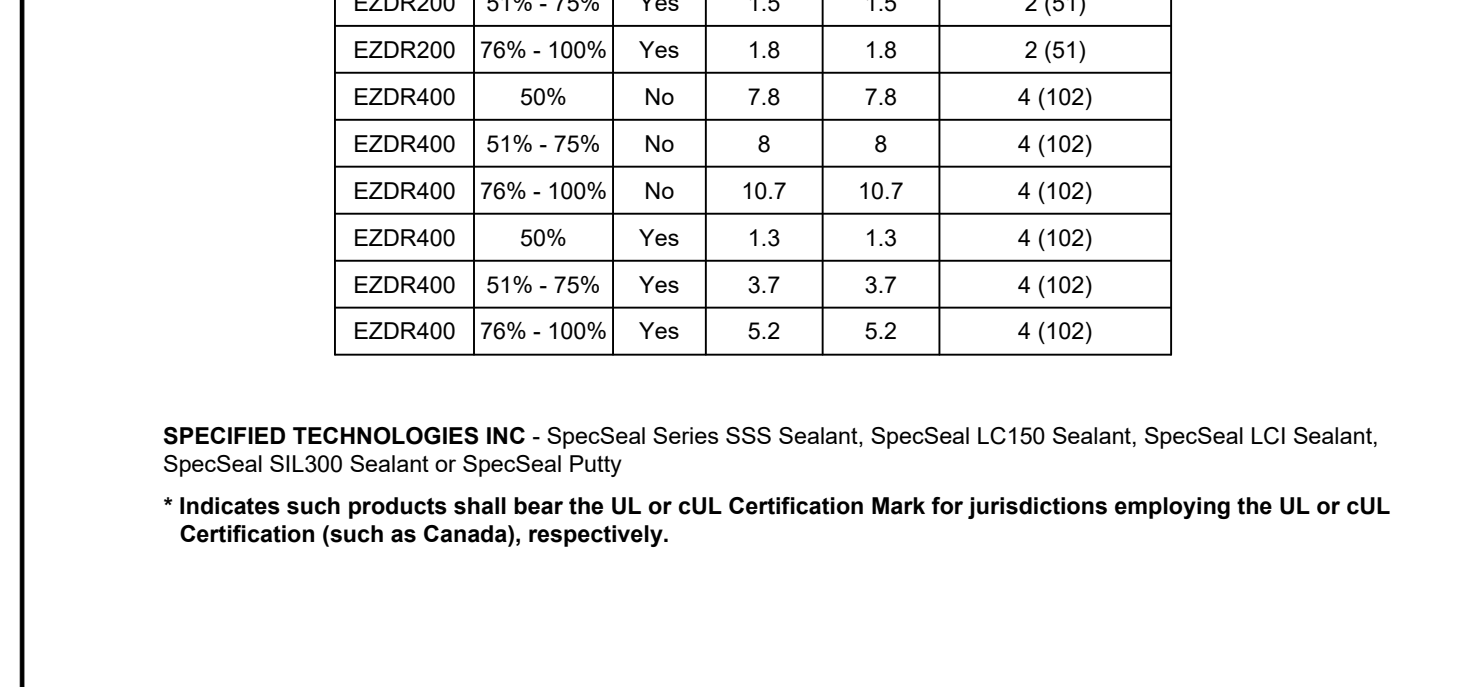 EZDR200 51% - 75% Yes 1.5 1.5 2 (51)
EZDR200 76% - 100% Yes 1.8 1.8 2 (51)
EZDR400 50% No 7.8 7.8 4 (102)
EZDR400 51% - 75% No 8 8 4 (102)
EZDR400 76% - 100% No 10.7 10.7 4 (102)
EZDR400 50% Yes 1.3 1.3 4 (102)
EZDR400 51% - 75% Yes 3.7 3.7 4 (102)
EZDR400 76% - 100% Yes 5.2 5.2 4 (102)
SPECIFIED TECHNOLOGIES INC - SpecSeal Series SSS Sealant, SpecSeal LC150 Sealant, SpecSeal LCI Sealant,
SpecSeal SIL300 Sealant or SpecSeal Putty
* Indicates such products shall bear the UL or cUL Certification Mark for jurisdictions employing the UL or cUL
Certification (such as Canada), respectively.